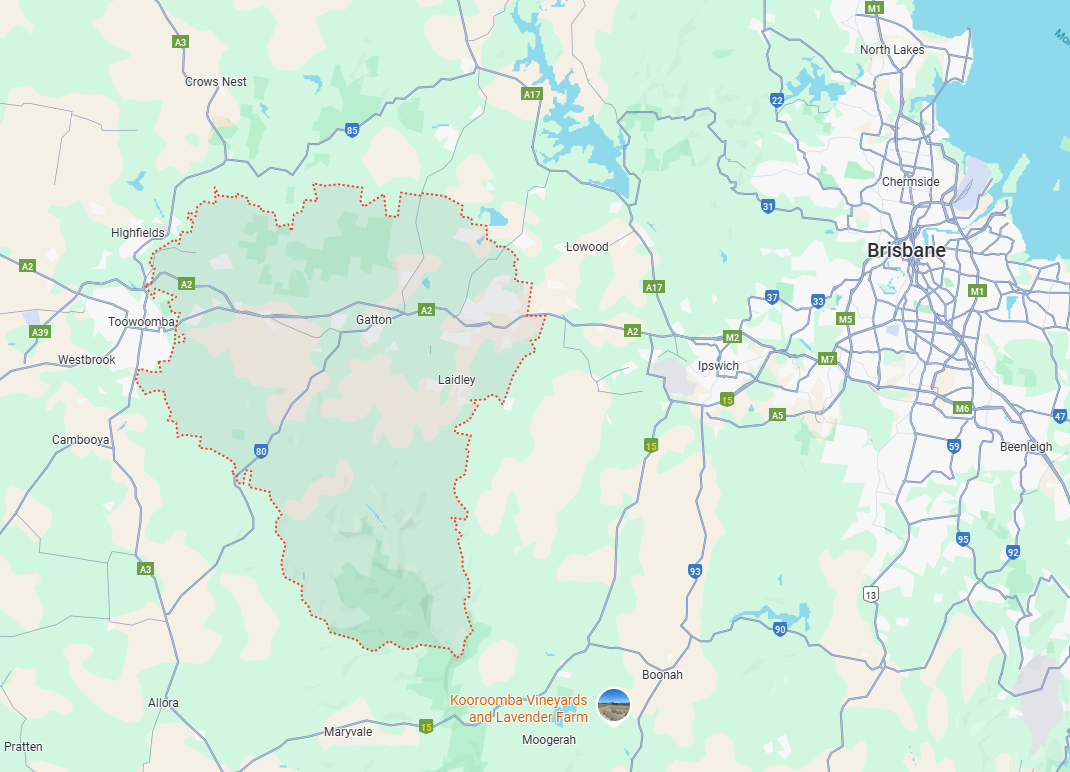 M1
A3
North Lakes
Crows Nest
A17
22
85
Chermside
31
Highfields
Lowood
Brisbane
A2
A2
A17
M1
37
33
A2
Toowoomba
Gatton
M5
A39
A2
M2
Westbrook
Ipswich
M7
Laidley
15
M6
A5
47
Cambooya
15
80
59
Beenleigh
95
92
A3
93
13
90
Boonah
Allora
Kooroomba Vineyards
and Lavender Farm
15
Maryvale
Moogerah
Pratten